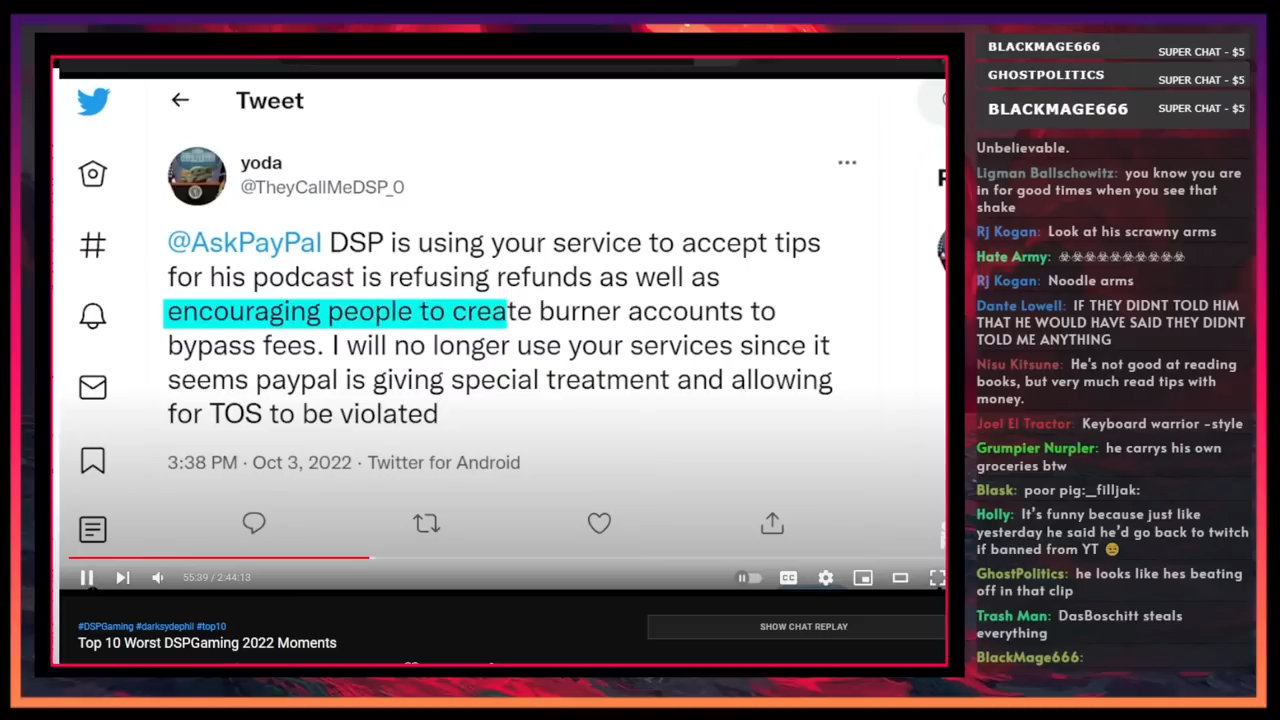 Tweet
yoda
@TheyCallMeDSP_0
@AskPayPal DSP is using your service to accept tips
for his podcast is refusing refunds as well as
encouraging people to create burner accounts to
bypass fees. I will no longer use your services since it
seems paypal is giving special treatment and allowing
for TOS to be violated
3:38 PM · Oct 3, 2022 · Twitter for Android
55:39 / 2:44:13
CC
#DSPGaming #darksydephil #top10
Top 10 Worst DSPGaming 2022 Moments
SHOW CHAT REPLAY
BLACKMAGE666 SUPER CHAT - $5
GHOSTPOLITICS SUPER CHAT - $5
BLACKMAGE666 SUPER CHAT - $5
Unbelievable.
Ligman Ballschowitz: you know you are
in for good times when you see that
shake
Rj Kogan: Look at his scrawny arms
Hate Army: ☣☣☣☣☣☣☣☣☣☣
Rj Kogan: Noodle arms
Dante Lowell: IF THEY DIDNT TOLD HIM
THAT HE WOULD HAVE SAID THEY DIDNT
TOLD ME ANYTHING
Nisu Kitsune: He's not good at reading
books, but very much read tips with
money.
Joel El Tractor: Keyboard warrior -style
Grumpier Nurpler: he carrys his own
groceries btw
Blask: poor pig:_filljak:
Holly: It's funny because just like
yesterday he said he'd go back to twitch
if banned from YT 😐
GhostPolitics: he looks like hes beating
off in that clip
Trash Man: DasBoschitt steals
everything
BlackMage666: